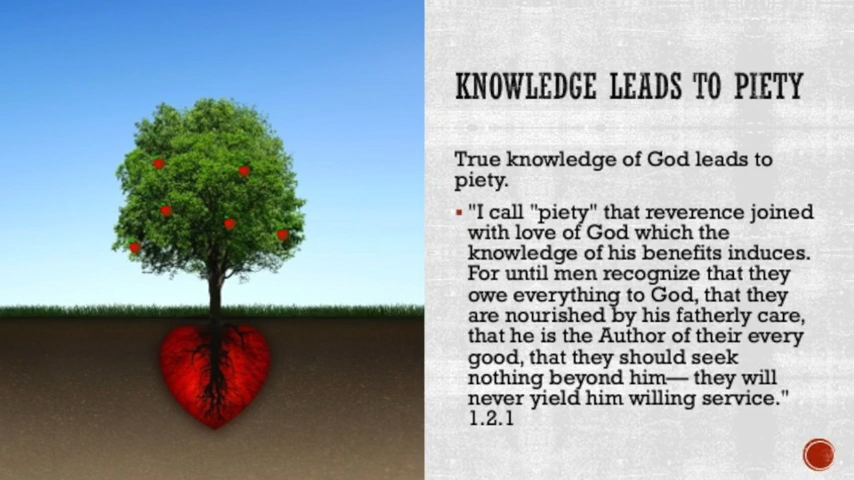 KNOWLEDGE LEADS TO PIETY
True knowledge of God leads to
piety.
"I call "piety" that reverence joined
with love of God which the
knowledge of his benefits induces.
For until men recognize that they
owe everything to God, that they
are nourished by his fatherly care,
that he is the Author of their every
good, that they should seek
nothing beyond him— they will
never yield him willing service."
1.2.1